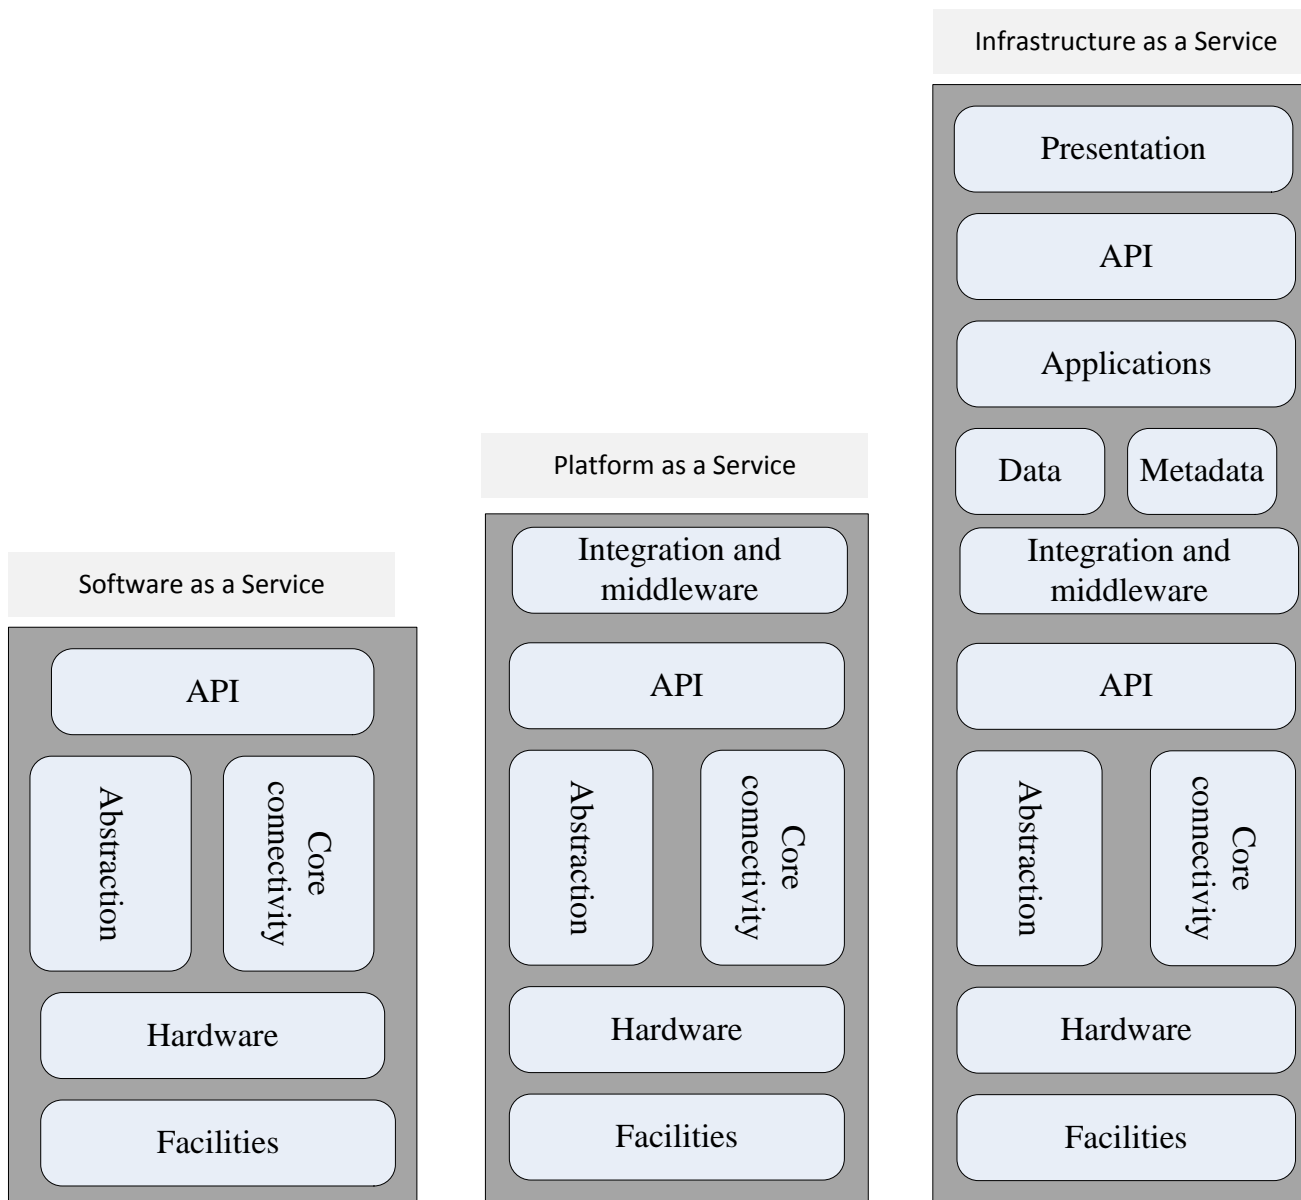 Software as a Service
API
Abstraction
Core
connectivity
Hardware
Facilities
Platform as a Service
Integration and
middleware
API
Abstraction
Core
connectivity
Hardware
Facilities
Infrastructure as a Service
Presentation
API
Applications
Data
Metadata
Integration and
middleware
API
Abstraction
Core
connectivity
Hardware
Facilities